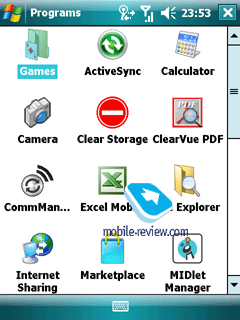 Programs 23:53
Games ActiveSync Calculator
Camera Clear Storage ClearVue PDF
PDF
CommMan... Excel Mobi Explorer
mobile-review.com
Internet Sharing Marketplace MIDlet Manager